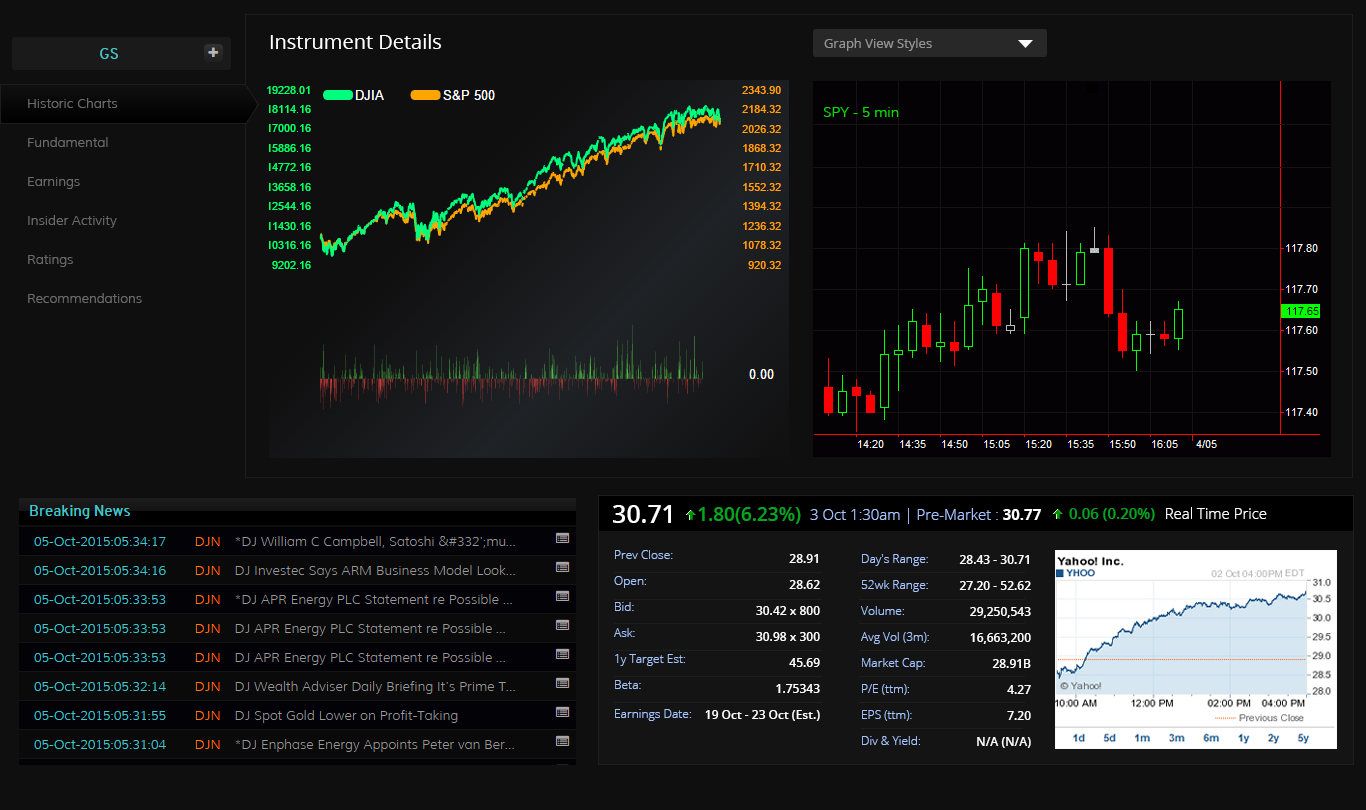 GS
+
Historic Charts
Fundamental
Earnings
Insider Activity
Ratings
Recommendations
Instrument Details
Graph View Styles
DJIA
S&P 500
19228.01
18114.16
17000.16
15886.16
14772.16
13658.16
12544.16
11430.16
10316.16
9202.16
2343.90
2184.32
2026.32
1868.32
1710.32
1552.32
1394.32
1236.32
1078.32
920.32
0.00
SPY - 5 min
117.80
117.70
117.65
117.60
117.50
117.40
14:20 14:35 14:50 15:05 15:20 15:35 15:50 16:05 4/05
Breaking News
05-Oct-2015:05:34:17 DJN *DJ William C Campbell, Satoshi &#332';mu...
05-Oct-2015:05:34:16 DJN DJ Investec Says ARM Business Model Look...
05-Oct-2015:05:33:53 DJN *DJ APR Energy PLC Statement re Possible ...
05-Oct-2015:05:33:53 DJN DJ APR Energy PLC Statement re Possible ...
05-Oct-2015:05:33:53 DJN DJ APR Energy PLC Statement re Possible ...
05-Oct-2015:05:32:14 DJN DJ Wealth Adviser Daily Briefing It's Prime T...
05-Oct-2015:05:31:55 DJN DJ Spot Gold Lower on Profit-Taking
05-Oct-2015:05:31:04 DJN *DJ Enphase Energy Appoints Peter van Ber...
30.71 1.80(6.23%) 3 Oct 1:30am | Pre-Market : 30.77 0.06 (0.20%) Real Time Price
Prev Close: 28.91
Open: 28.62
Bid: 30.42 x 800
Ask: 30.98 x 300
1y Target Est: 45.69
Beta: 1.75343
Earnings Date: 19 Oct - 23 Oct (Est.)
Day's Range: 28.43 - 30.71
52wk Range: 27.20 - 52.62
Volume: 29,250,543
Avg Vol (3m): 16,663,200
Market Cap: 28.91B
P/E (ttm): 4.27
EPS (ttm): 7.20
Div & Yield: N/A (N/A)
Yahoo! Inc.
YHOO
02 Oct 04:00PM EDT
31.0
30.5
30.0
29.5
29.0
28.5
28.0
© Yahoo!
10:00 AM 12:00 PM 02:00 PM 04:00 PM
Previous Close
1d 5d 1m 3m 6m 1y 2y 5y